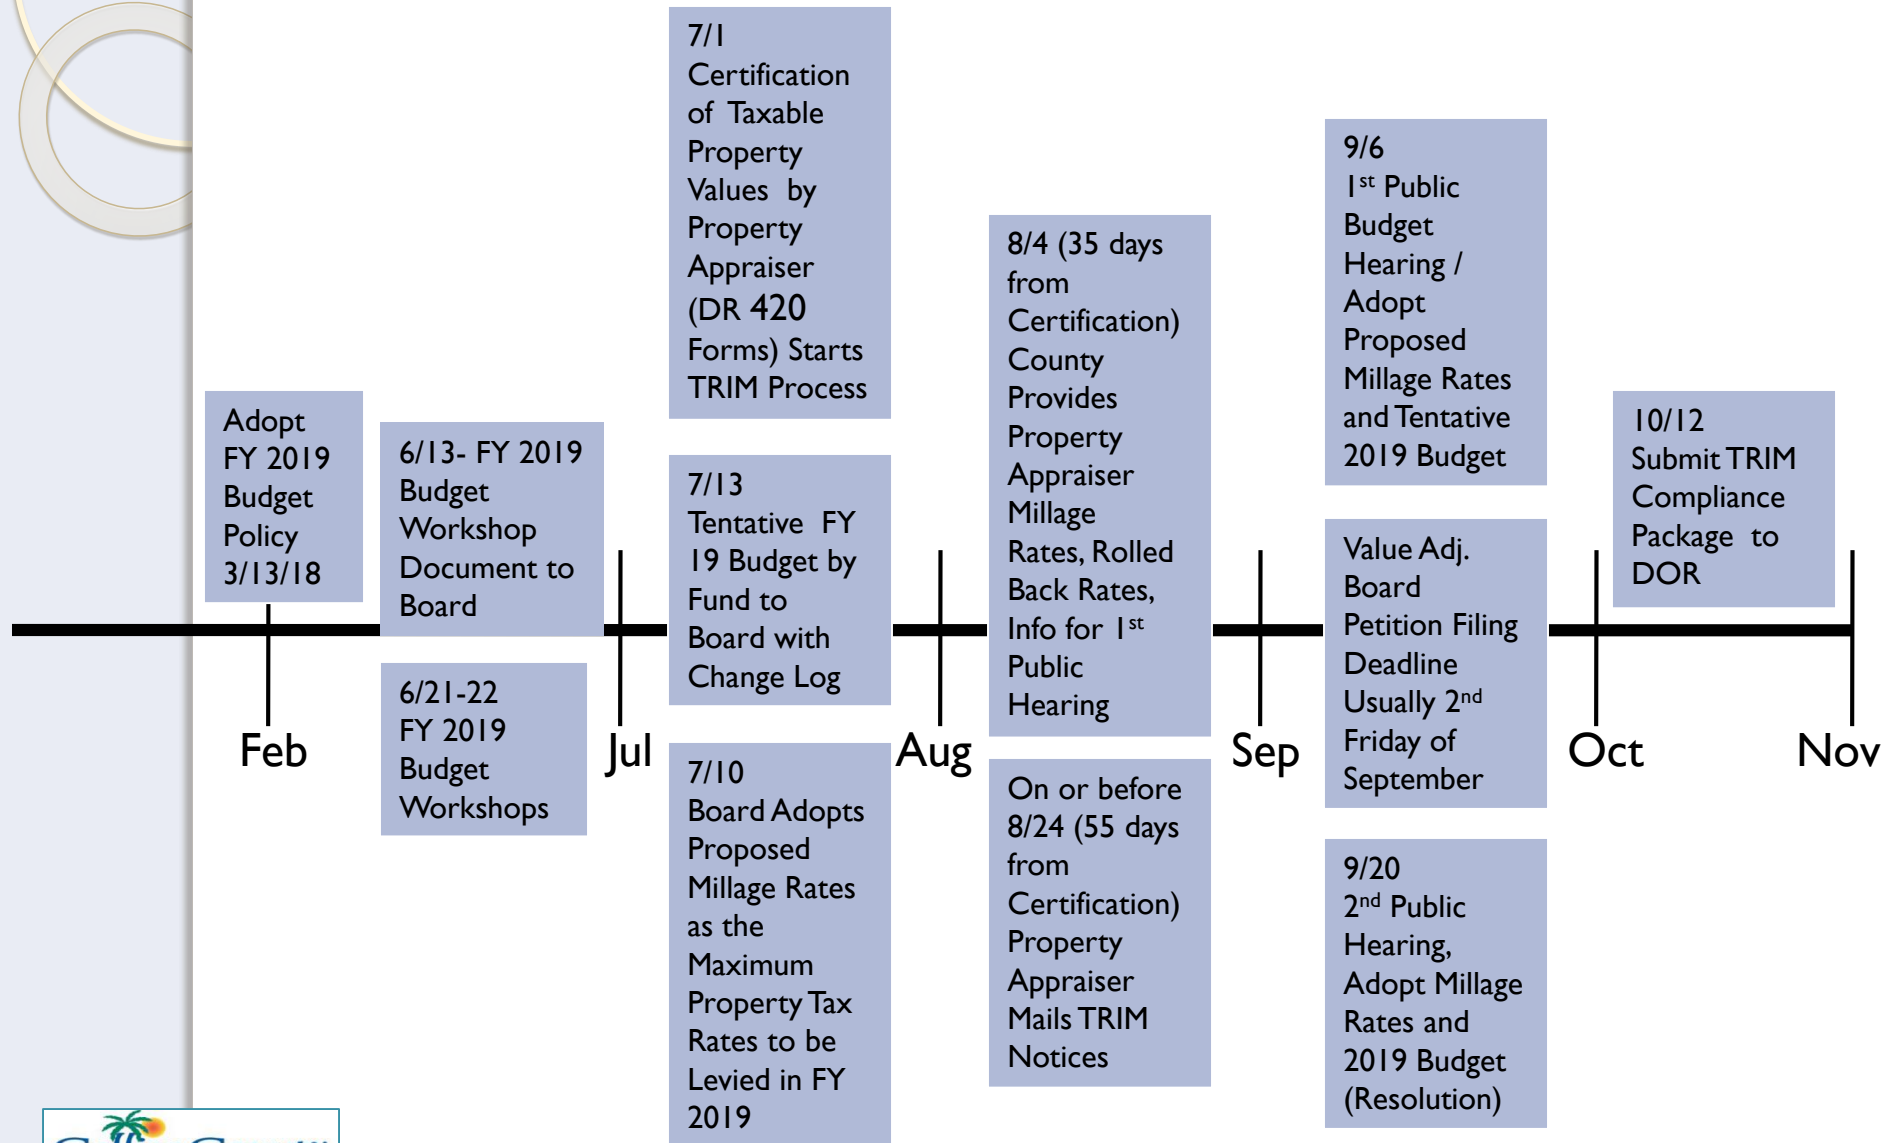 Adopt
FY 2019
Budget
Policy
3/13/18
6/13- FY 2019
Budget
Workshop
Document to
Board
6/21-22
FY 2019
Budget
Workshops
7/1
Certification
of Taxable
Property
Values by
Property
Appraiser
(DR 420
Forms) Starts
TRIM Process
7/13
Tentative FY
19 Budget by
Fund to
Board with
Change Log
7/10
Board Adopts
Proposed
Millage Rates
as the
Maximum
Property Tax
Rates to be
Levied in FY
2019
8/4 (35 days
from
Certification)
County
Provides
Property
Appraiser
Millage
Rates, Rolled
Back Rates,
Info for 1st
Public
Hearing
On or before
8/24 (55 days
from
Certification)
Property
Appraiser
Mails TRIM
Notices
9/6
1st Public
Budget
Hearing /
Adopt
Proposed
Millage Rates
and Tentative
2019 Budget
Value Adj.
Board
Petition Filing
Deadline
Usually 2nd
Friday of
September
9/20
2nd Public
Hearing,
Adopt Millage
Rates and
2019 Budget
(Resolution)
10/12
Submit TRIM
Compliance
Package to
DOR
Feb
Jul
Aug
Sep
Oct
Nov